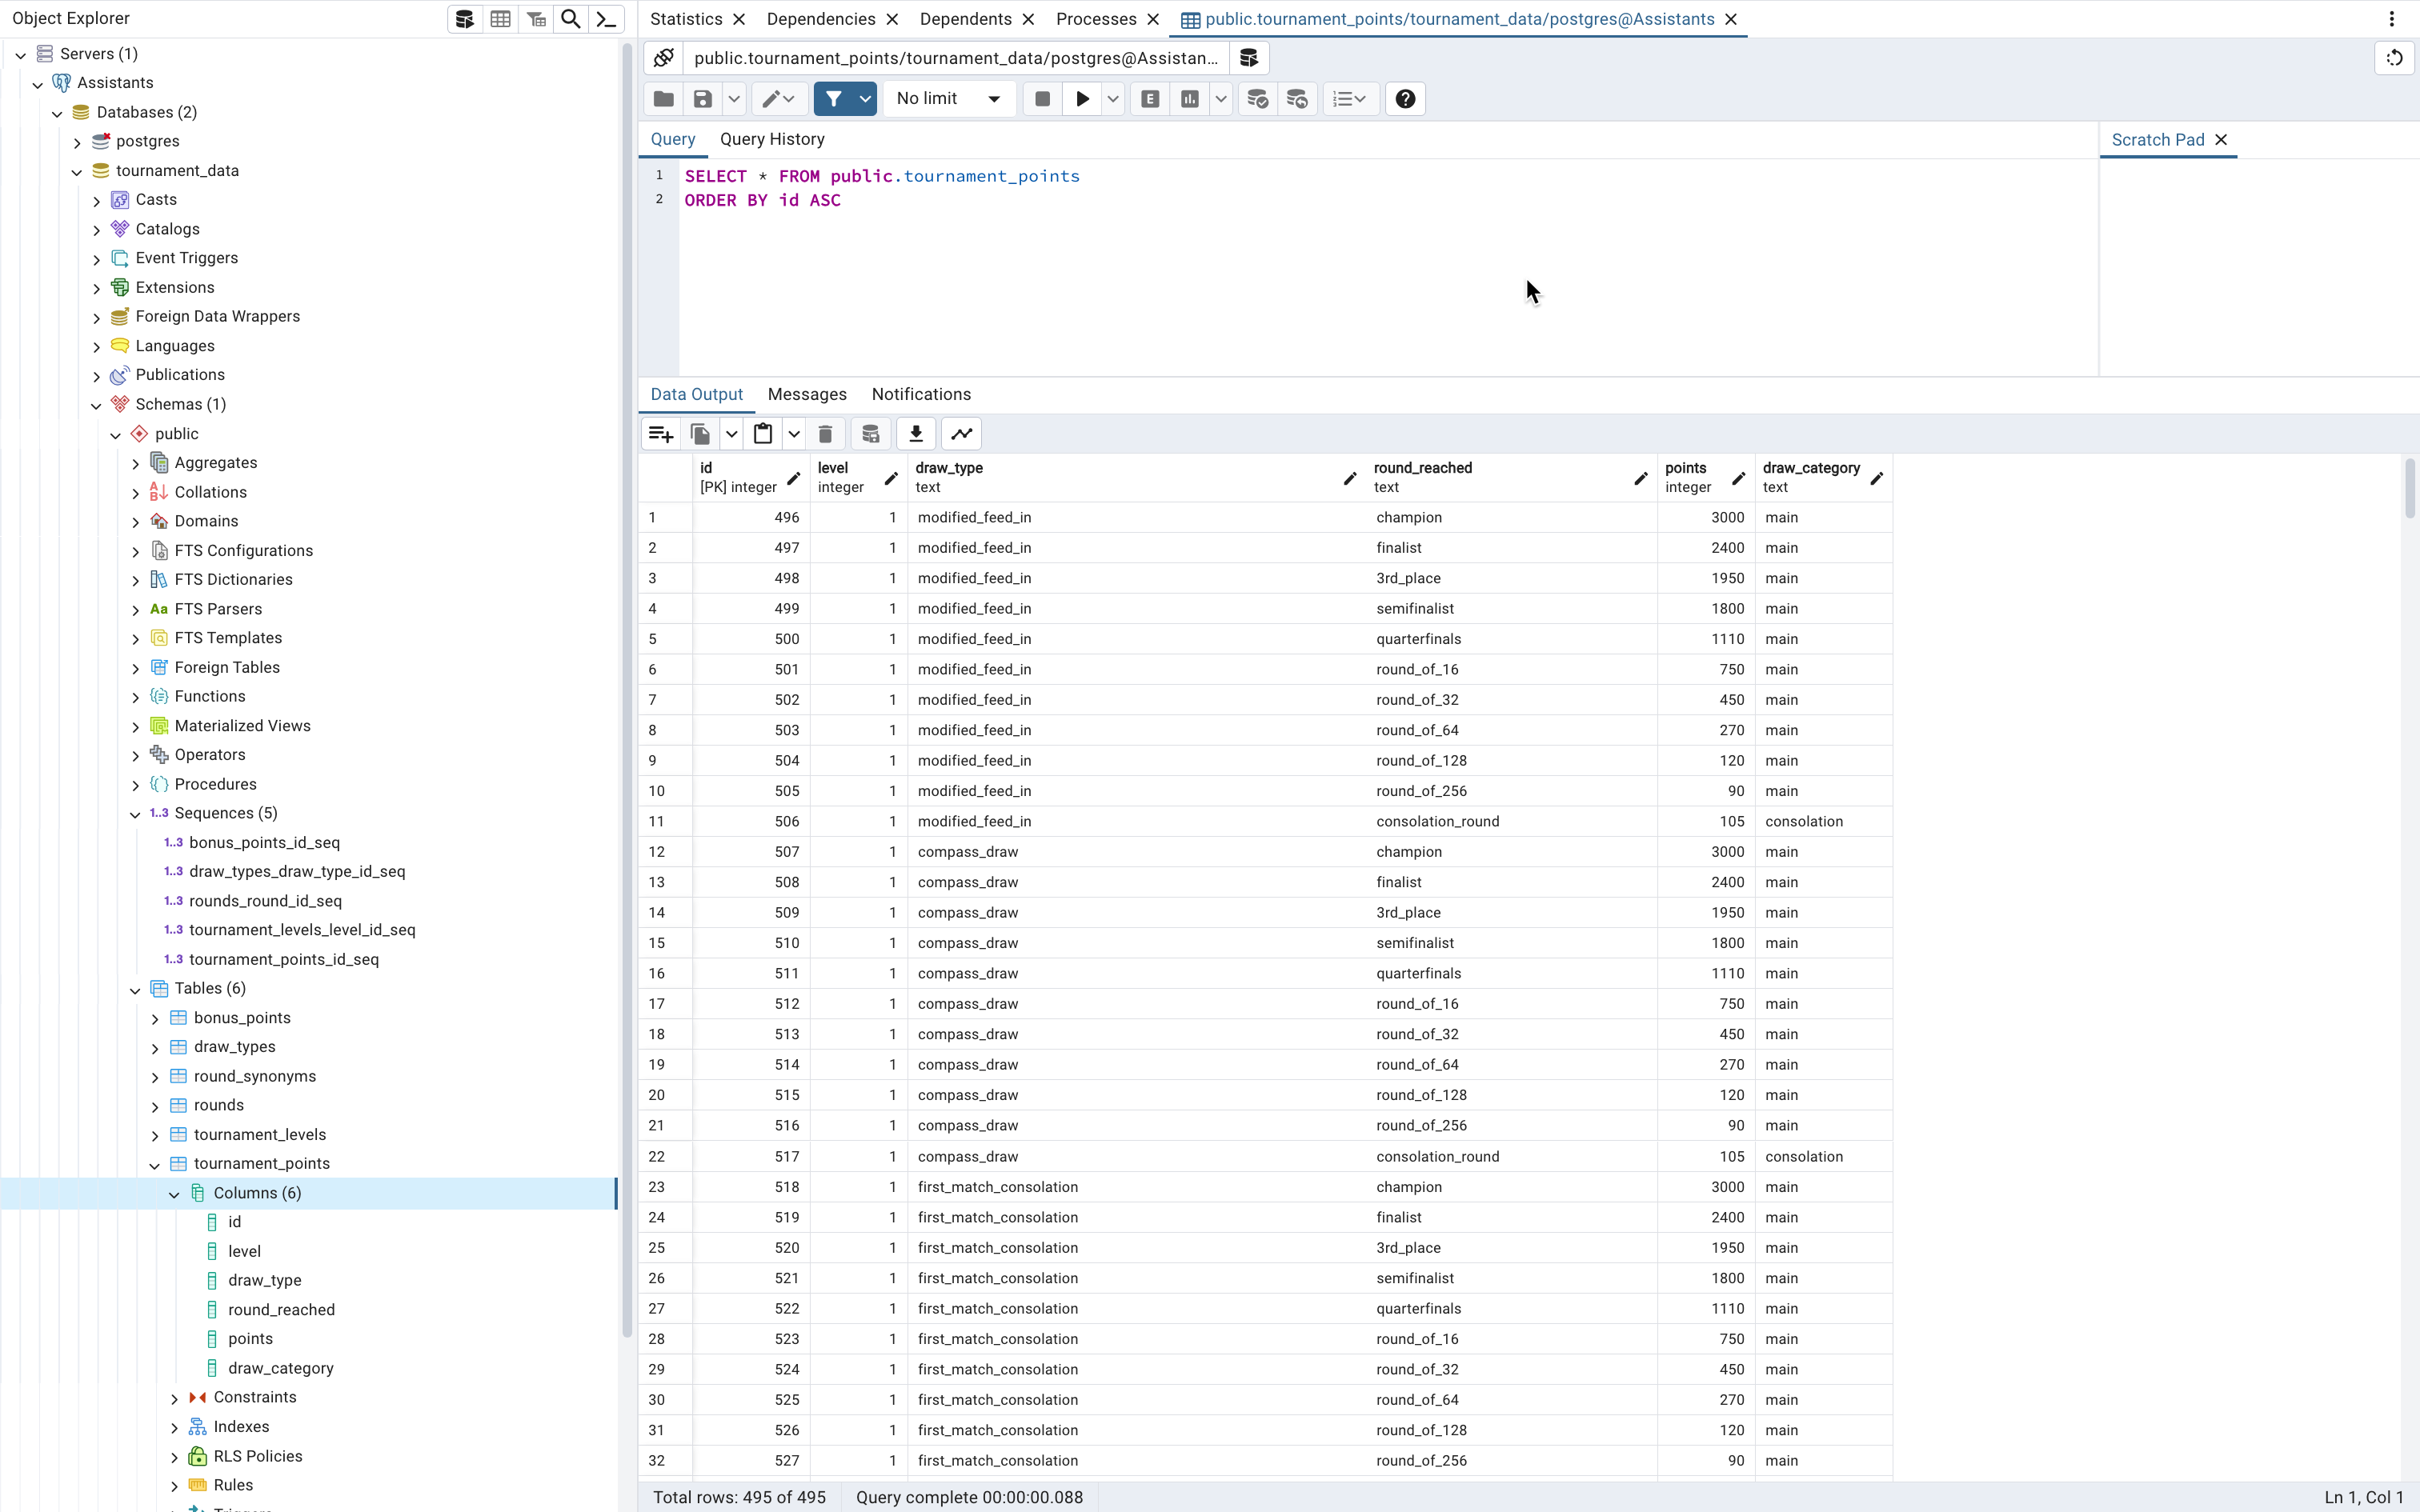 Object Explorer
Servers (1)
Assistants
Databases (2)
postgres
tournament_data
Casts
Catalogs
Event Triggers
Extensions
Foreign Data Wrappers
Languages
Publications
Schemas (1)
public
Aggregates
Collations
Domains
FTS Configurations
FTS Dictionaries
Aa FTS Parsers
FTS Templates
Foreign Tables
Functions
Materialized Views
Operators
Procedures
1..3 Sequences (5)
1..3 bonus_points_id_seq
1..3 draw_types_draw_type_id_seq
1..3 rounds_round_id_seq
1..3 tournament_levels_level_id_seq
1..3 tournament_points_id_seq
Tables (6)
bonus_points
draw_types
round_synonyms
rounds
tournament_levels
tournament_points
Columns (6)
id
level
draw_type
round_reached
points
draw_category
Constraints
Indexes
RLS Policies
Rules
Statistics Dependencies Dependents Processes public.tournament_points/tournament_data/postgres@Assistants
public.tournament_points/tournament_data/postgres@Assistan...
No limit E
Query Query History Scratch Pad
1 SELECT * FROM public.tournament_points
2 ORDER BY id ASC
Data Output Messages Notifications
id level draw_type round_reached points draw_category
[PK] integer integer text text integer text
1 496 1 modified_feed_in champion 3000 main
2 497 1 modified_feed_in finalist 2400 main
3 498 1 modified_feed_in 3rd_place 1950 main
4 499 1 modified_feed_in semifinalist 1800 main
5 500 1 modified_feed_in quarterfinals 1110 main
6 501 1 modified_feed_in round_of_16 750 main
7 502 1 modified_feed_in round_of_32 450 main
8 503 1 modified_feed_in round_of_64 270 main
9 504 1 modified_feed_in round_of_128 120 main
10 505 1 modified_feed_in round_of_256 90 main
11 506 1 modified_feed_in consolation_round 105 consolation
12 507 1 compass_draw champion 3000 main
13 508 1 compass_draw finalist 2400 main
14 509 1 compass_draw 3rd_place 1950 main
15 510 1 compass_draw semifinalist 1800 main
16 511 1 compass_draw quarterfinals 1110 main
17 512 1 compass_draw round_of_16 750 main
18 513 1 compass_draw round_of_32 450 main
19 514 1 compass_draw round_of_64 270 main
20 515 1 compass_draw round_of_128 120 main
21 516 1 compass_draw round_of_256 90 main
22 517 1 compass_draw consolation_round 105 consolation
23 518 1 first_match_consolation champion 3000 main
24 519 1 first_match_consolation finalist 2400 main
25 520 1 first_match_consolation 3rd_place 1950 main
26 521 1 first_match_consolation semifinalist 1800 main
27 522 1 first_match_consolation quarterfinals 1110 main
28 523 1 first_match_consolation round_of_16 750 main
29 524 1 first_match_consolation round_of_32 450 main
30 525 1 first_match_consolation round_of_64 270 main
31 526 1 first_match_consolation round_of_128 120 main
32 527 1 first_match_consolation round_of_256 90 main
Total rows: 495 of 495 Query complete 00:00:00.088 Ln 1, Col 1